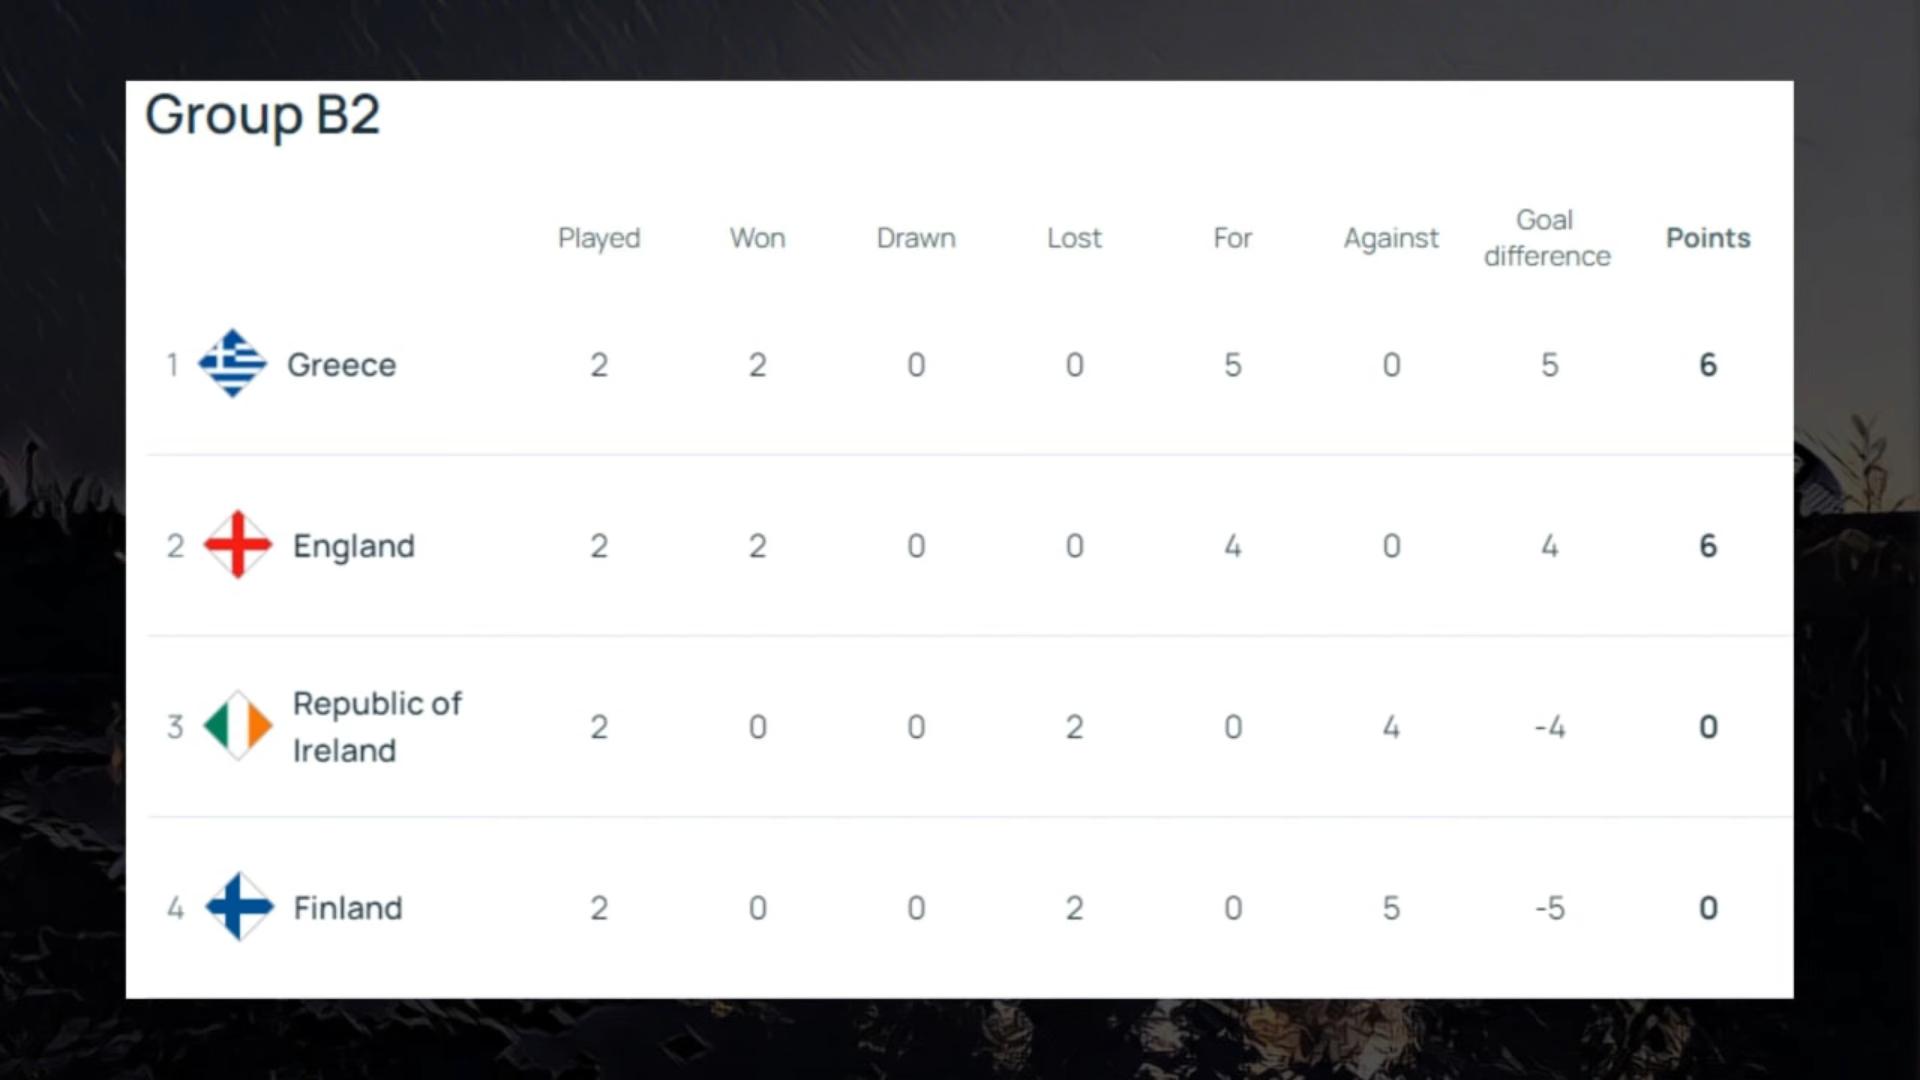 Group B2
Played Won Drawn Lost For Against Goal difference Points
1 Greece 2 2 0 0 5 0 5 6
2 England 2 2 0 0 4 0 4 6
3 Republic of Ireland 2 0 0 2 0 4 -4 0
4 Finland 2 0 0 2 0 5 -5 0